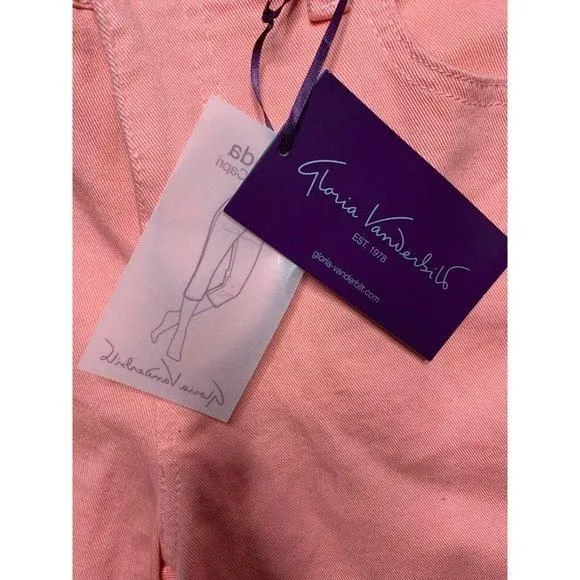 Gloria Vanderbilt
EST. 1978
gloria-vanderbilt.com
da
Capri
Gloria Vanderbilt